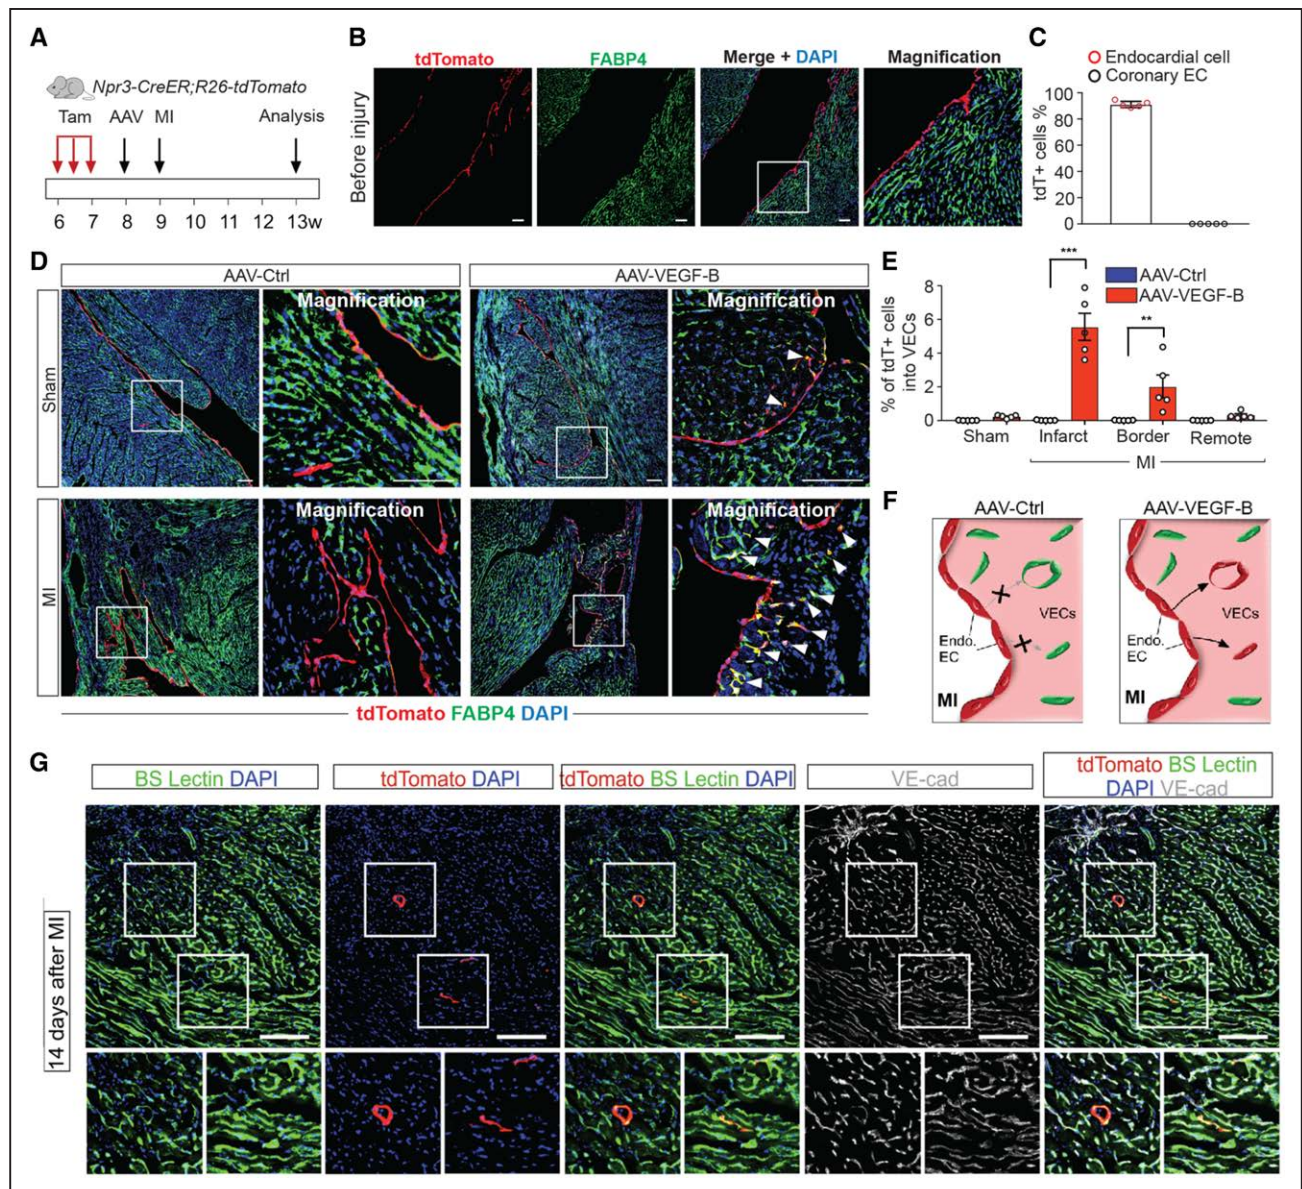 A
Npr3-CreER;R26-tdTomato
Tam AAV MI Analysis
6 7 8 9 10 11 12 13w
B
tdTomato FABP4 Merge + DAPI Magnification
Before injury
C
Endocardial cell
Coronary EC
tdT+ cells %
100
80
60
40
20
0
D
AAV-Ctrl AAV-VEGF-B
Sham
Magnification Magnification
MI
Magnification Magnification
tdTomato FABP4 DAPI
E
AAV-Ctrl
AAV-VEGF-B
% of tdT+ cells
into VECs
8
6
4
2
0
***
**
Sham Infarct Border Remote
MI
F
AAV-Ctrl AAV-VEGF-B
VECs VECs
Endo. Endo.
EC EC
MI MI
G
BS Lectin DAPI
tdTomato DAPI
tdTomato BS Lectin DAPI
VE-cad
tdTomato BS Lectin
DAPI VE-cad
14 days after MI